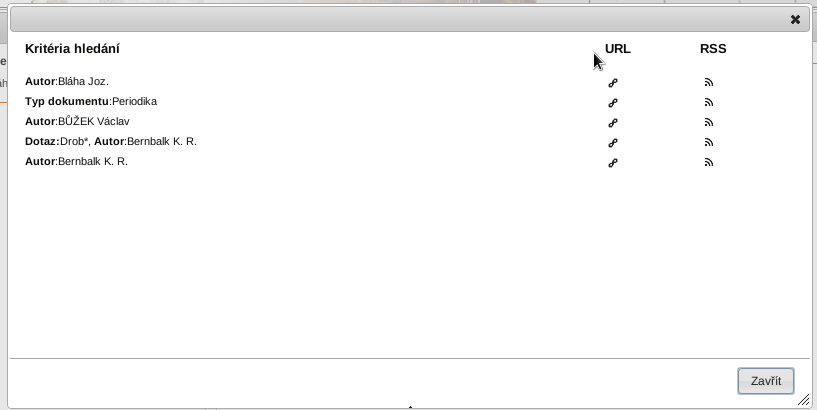 Kritéria hledání URL RSS
Autor:Bláha Joz.
Typ dokumentu:Periodika
Autor:BŮŽEK Václav
Dotaz:Drob*, Autor:Bernbalk K. R.
Autor:Bernbalk K. R.
Zavřít